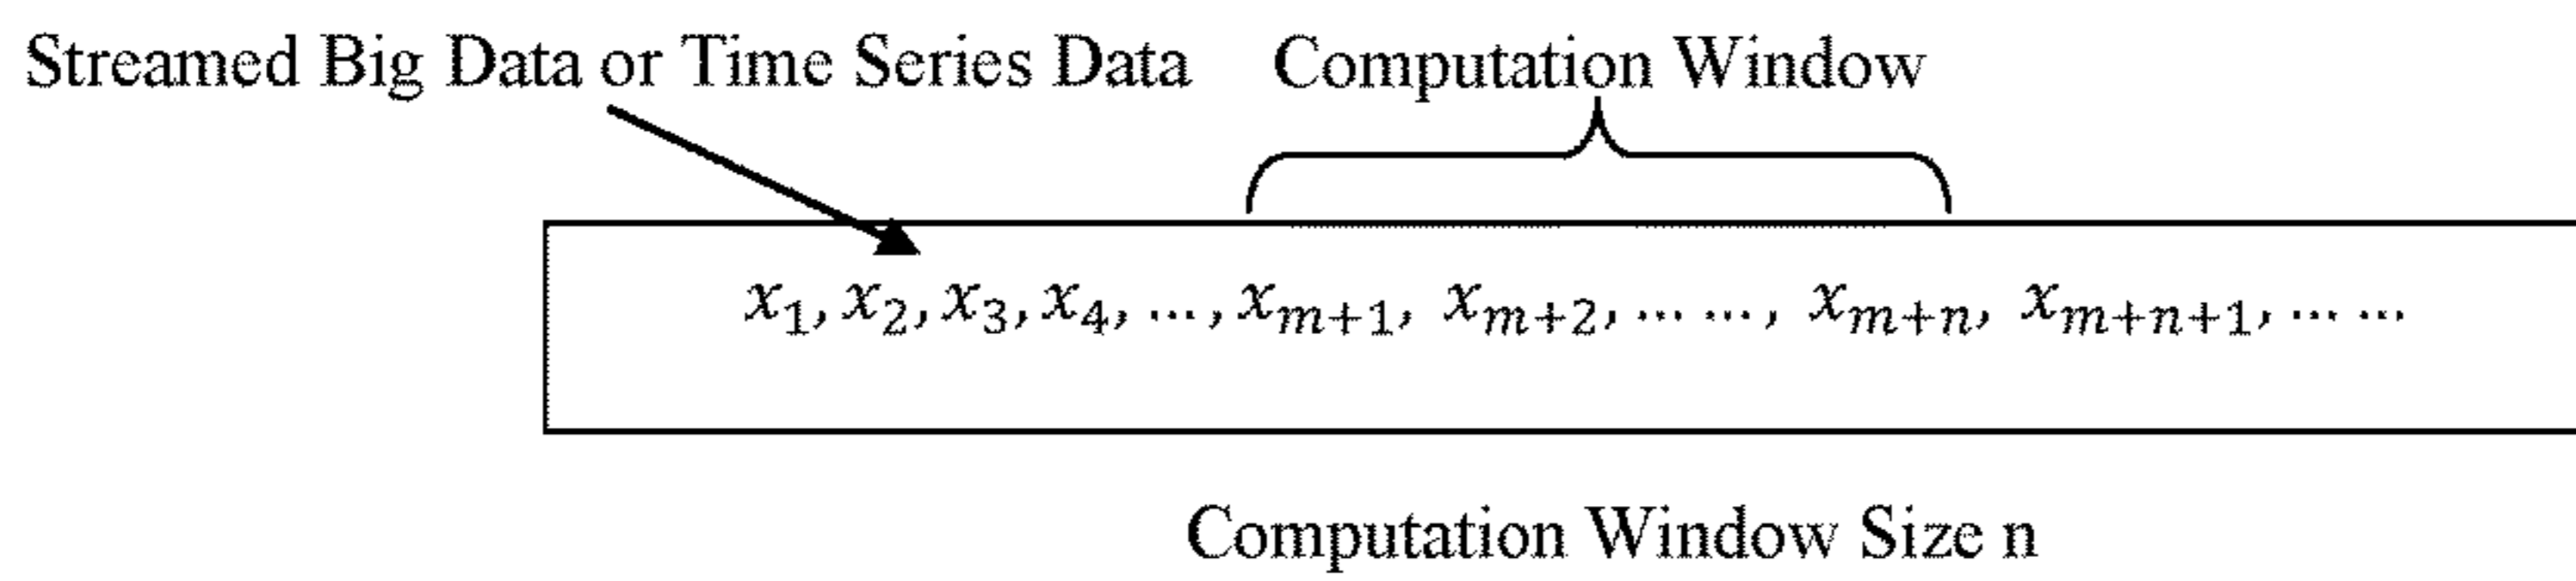 Streamed Big Data or Time Series Data Computation Window
x₁, x₂, x₃, x₄, ... , xₘ₊₁, xₘ₊₂, ... ..., xₘ₊ₙ, xₘ₊ₙ₊₁, ... ...
Computation Window Size n